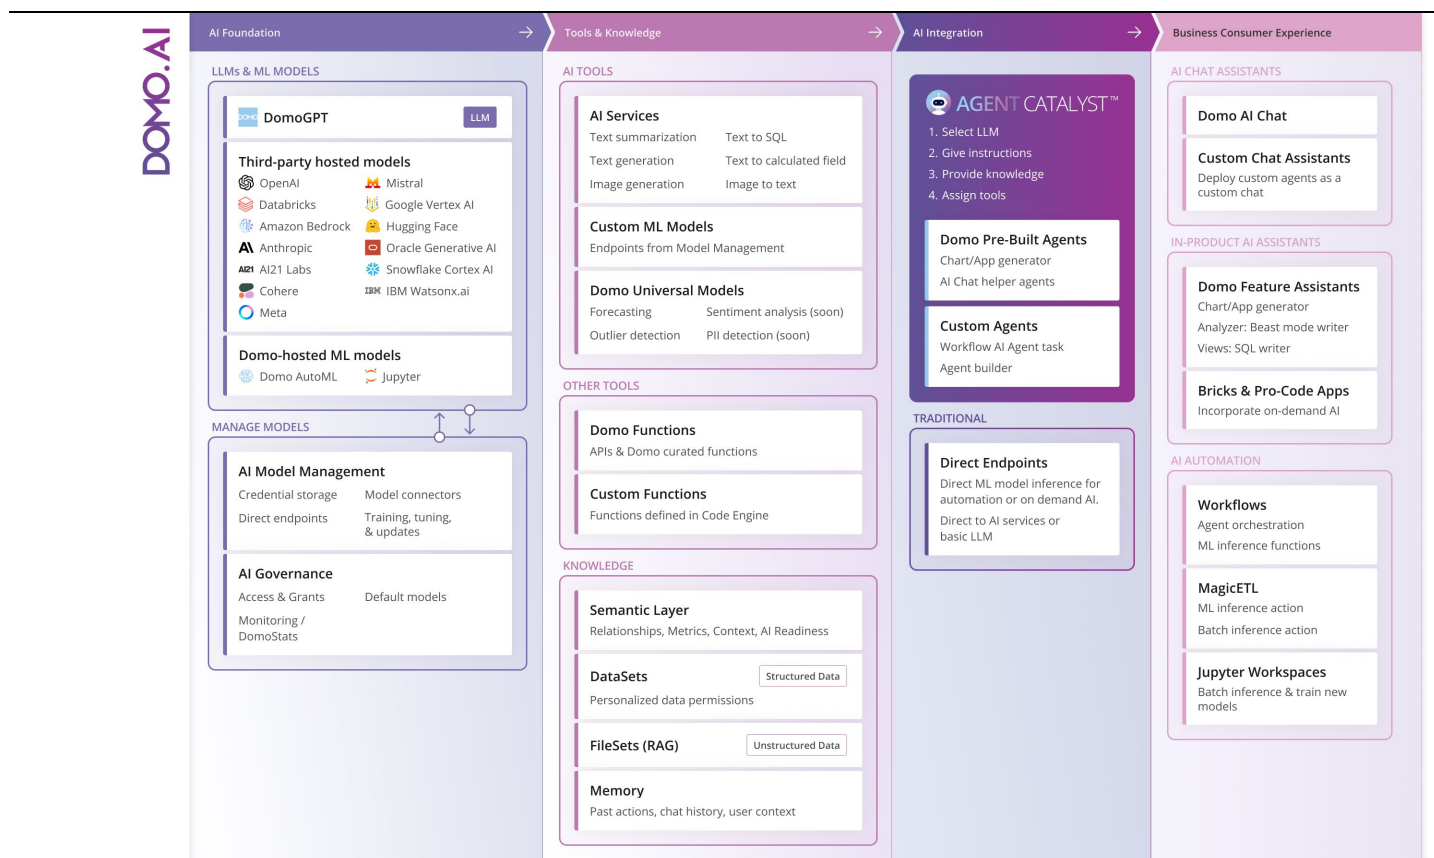 DOMO.AI
AI Foundation
LLMs & ML MODELS
DOMO
DomoGPT
LLM
Third-party hosted models
OpenAI
Mistral
Databricks
Google Vertex AI
Amazon Bedrock
Hugging Face
Anthropic
Oracle Generative AI
AI21
AI21 Labs
Snowflake Cortex AI
Cohere
IBM
IBM Watsonx.ai
Meta
Domo-hosted ML models
Domo AutoML
Jupyter
MANAGE MODELS
AI Model Management
Credential storage
Model connectors
Direct endpoints
Training, tuning,
& updates
AI Governance
Access & Grants
Default models
Monitoring /
DomoStats
Tools & Knowledge
AI TOOLS
AI Services
Text summarization
Text to SQL
Text generation
Text to calculated field
Image generation
Image to text
Custom ML Models
Endpoints from Model Management
Domo Universal Models
Forecasting
Sentiment analysis (soon)
Outlier detection
PII detection (soon)
OTHER TOOLS
Domo Functions
APIs & Domo curated functions
Custom Functions
Functions defined in Code Engine
KNOWLEDGE
Semantic Layer
Relationships, Metrics, Context, AI Readiness
DataSets
Structured Data
Personalized data permissions
FileSets (RAG)
Unstructured Data
Memory
Past actions, chat history, user context
AI Integration
AGENT CATALYST™
1. Select LLM
2. Give instructions
3. Provide knowledge
4. Assign tools
Domo Pre-Built Agents
Chart/App generator
AI Chat helper agents
Custom Agents
Workflow AI Agent task
Agent builder
TRADITIONAL
Direct Endpoints
Direct ML model inference for
automation or on demand AI.
Direct to AI services or
basic LLM
Business Consumer Experience
AI CHAT ASSISTANTS
Domo AI Chat
Custom Chat Assistants
Deploy custom agents as a
custom chat
IN-PRODUCT AI ASSISTANTS
Domo Feature Assistants
Chart/App generator
Analyzer: Beast mode writer
Views: SQL writer
Bricks & Pro-Code Apps
Incorporate on-demand AI
AI AUTOMATION
Workflows
Agent orchestration
ML inference functions
MagicETL
ML inference action
Batch inference action
Jupyter Workspaces
Batch inference & train new
models